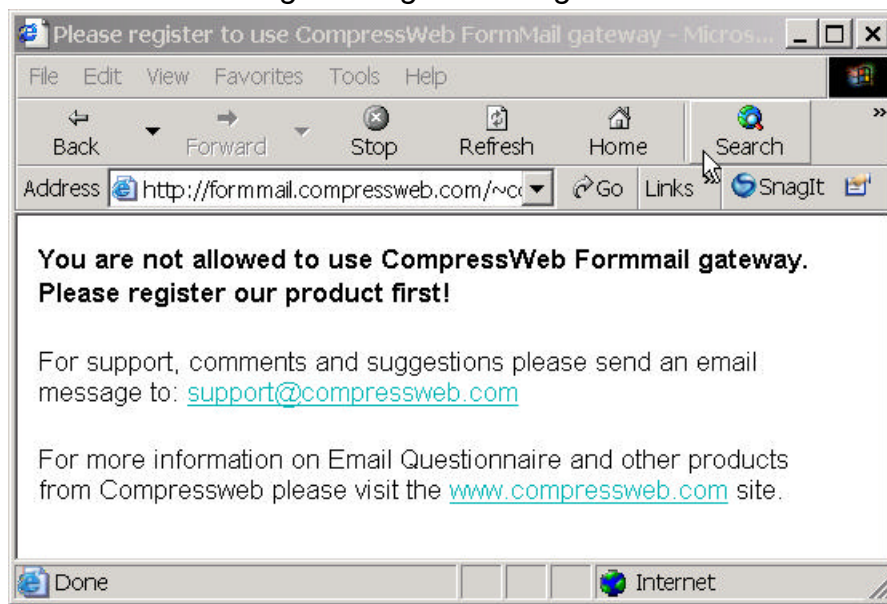 Please register to use CompressWeb FormMail gateway - Micros...
File Edit View Favorites Tools Help
Back Forward Stop Refresh Home Search »
Address http://formmail.compressweb.com/~c Go Links » SnagIt
You are not allowed to use CompressWeb Formmail gateway.
Please register our product first!
For support, comments and suggestions please send an email
message to: support@compressweb.com
For more information on Email Questionnaire and other products
from Compressweb please visit the www.compressweb.com site.
Done Internet